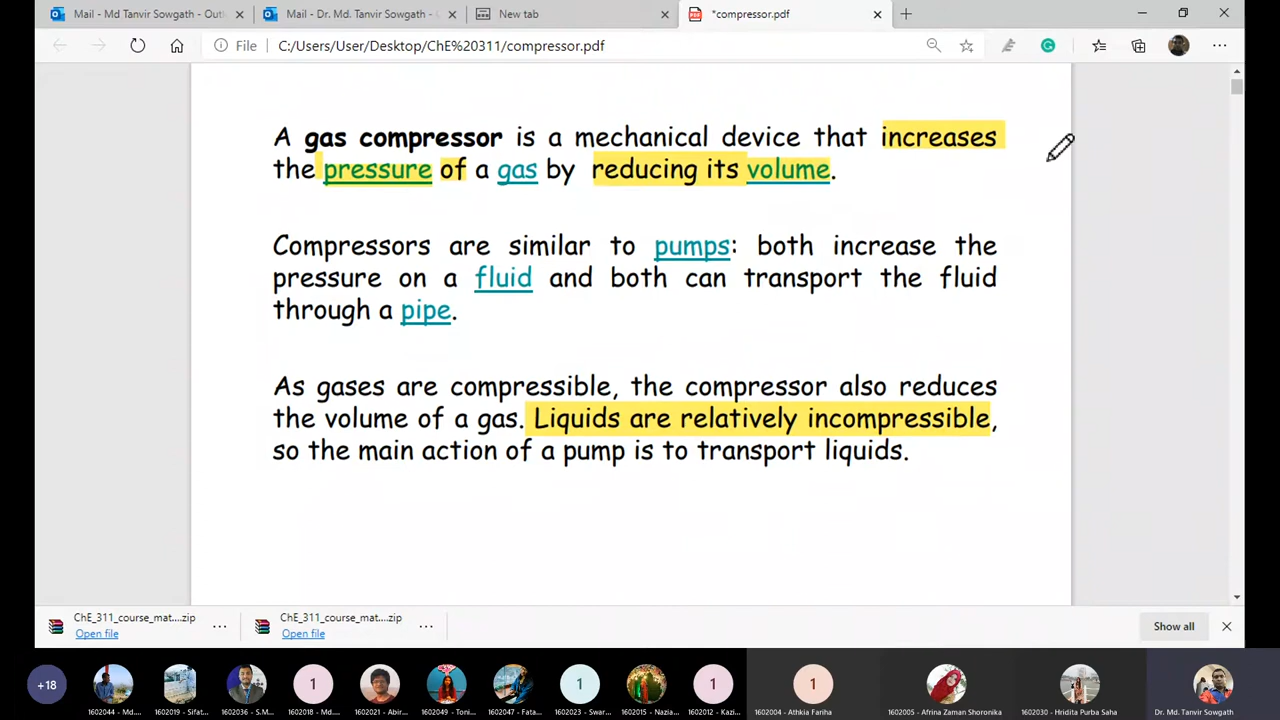 Mail - Md Tanvir Sowgath - Outl
Mail - Dr. Md. Tanvir Sowgath -
New tab
*compressor.pdf
File
C:/Users/User/Desktop/ChE%20311/compressor.pdf
A gas compressor is a mechanical device that increases
the pressure of a gas by reducing its volume.
Compressors are similar to pumps: both increase the
pressure on a fluid and both can transport the fluid
through a pipe.
As gases are compressible, the compressor also reduces
the volume of a gas. Liquids are relatively incompressible,
so the main action of a pump is to transport liquids.
ChE_311_course_mat....zip
Open file
ChE_311_course_mat....zip
Open file
Show all
+18
1
1
1
1
1602044 - Md...
1602019 - Sifat...
1602036 - S.M...
1602018 - Md...
1602021 - Abir...
1602049 - Toni...
1602047 - Fata...
1602023 - Swar...
1602015 - Nazia...
1602012 - Kazi...
1602004 - Athkia Fariha
1602005 - Afrina Zaman Shoronika
1602030 - Hridita Purba Saha
Dr. Md. Tanvir Sowgath